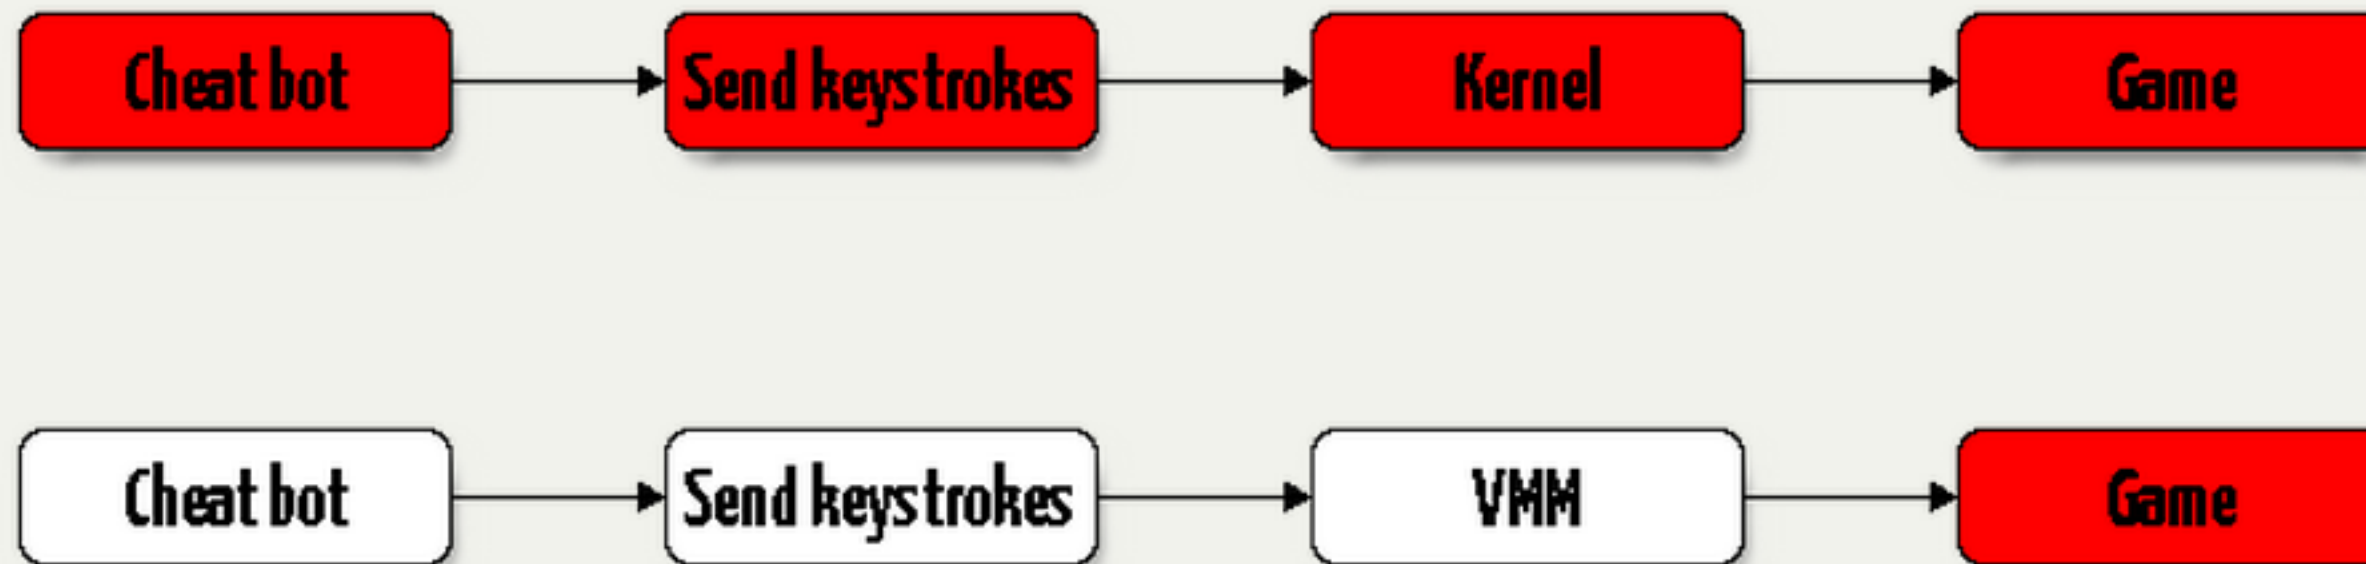 Cheat bot
Send keystrokes
Kernel
Game
Cheat bot
Send keystrokes
VMM
Game